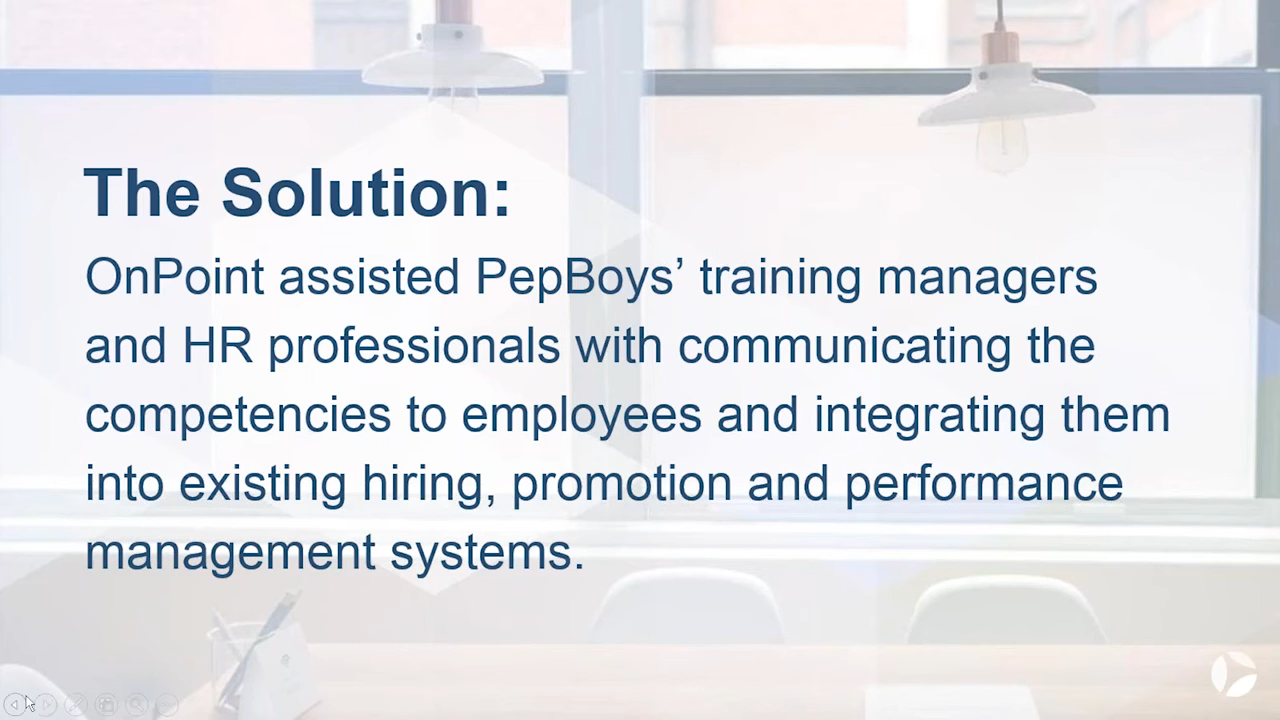 The Solution:
OnPoint assisted PepBoys’ training managers
and HR professionals with communicating the
competencies to employees and integrating them
into existing hiring, promotion and performance
management systems.